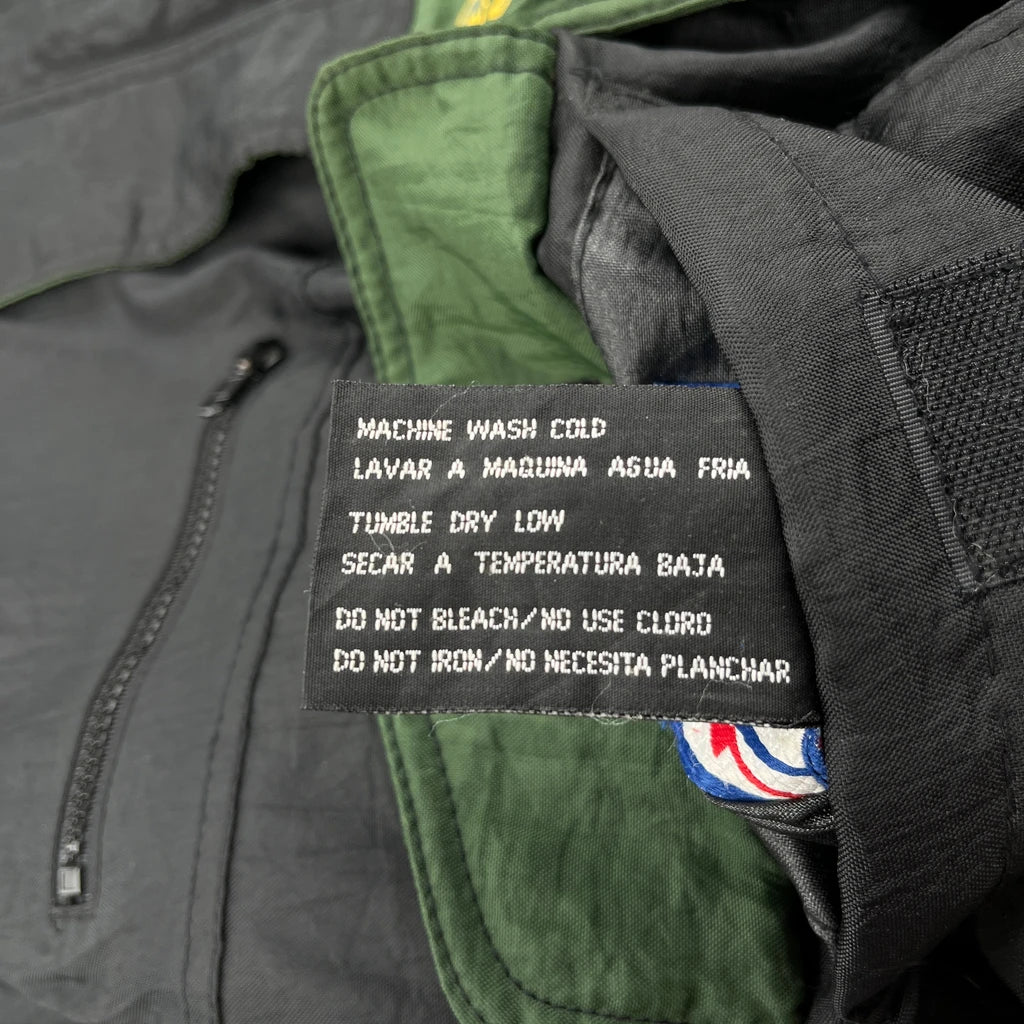 MACHINE WASH COLD
LAVAR A MAQUINA AGUA FRIA
TUMBLE DRY LOW
SECAR A TEMPERATURA BAJA
DO NOT BLEACH/NO USE CLORO
DO NOT IRON/NO NECESITA PLANCHAR